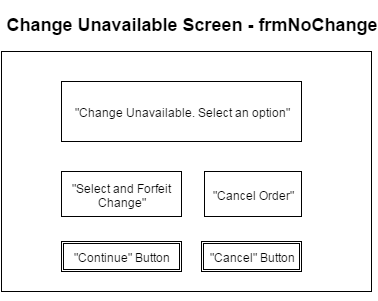 Change Unavailable Screen - frmNoChange
"Change Unavailable. Select an option"
"Select and Forfeit
Change"
"Cancel Order"
"Continue" Button
"Cancel" Button